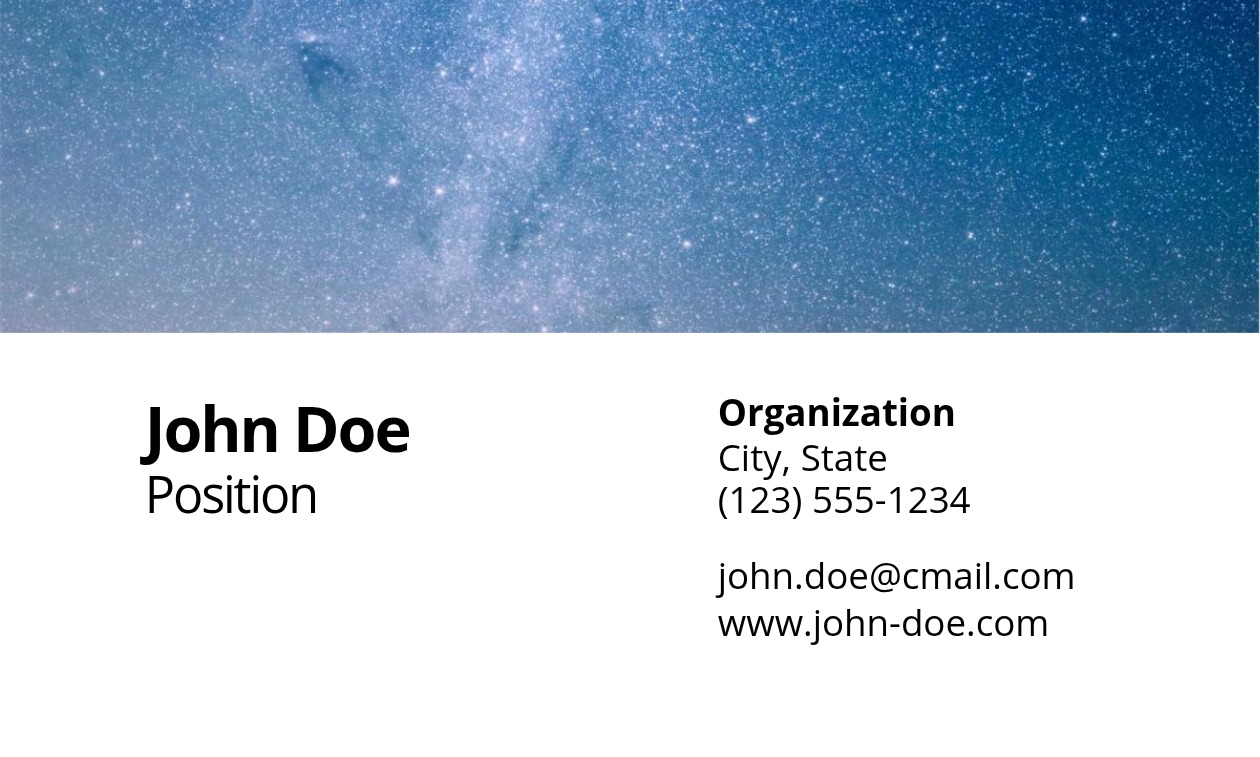 John Doe
Position
Organization
City, State
(123) 555-1234
john.doe@cmail.com
www.john-doe.com